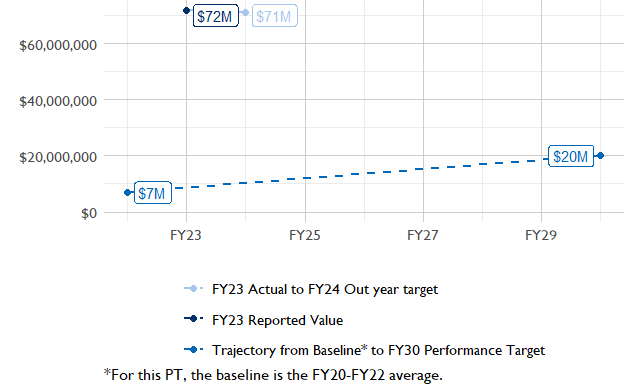 $72M $71M
$60,000,000
$40,000,000
$20,000,000 $20M
$7M
$0
FY23 FY25 FY27 FY29
FY23 Actual to FY24 Out year target
FY23 Reported Value
Trajectory from Baseline* to FY30 Performance Target
*For this PT, the baseline is the FY20-FY22 average.